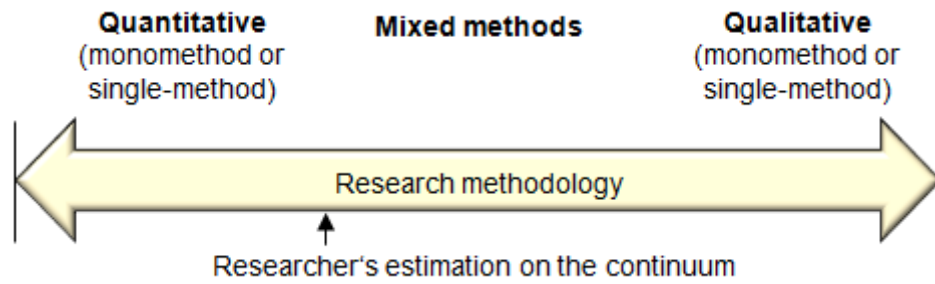 Quantitative
(monomethod or
single-method)
Mixed methods
Qualitative
(monomethod or
single-method)
Research methodology
Researcher‘s estimation on the continuum